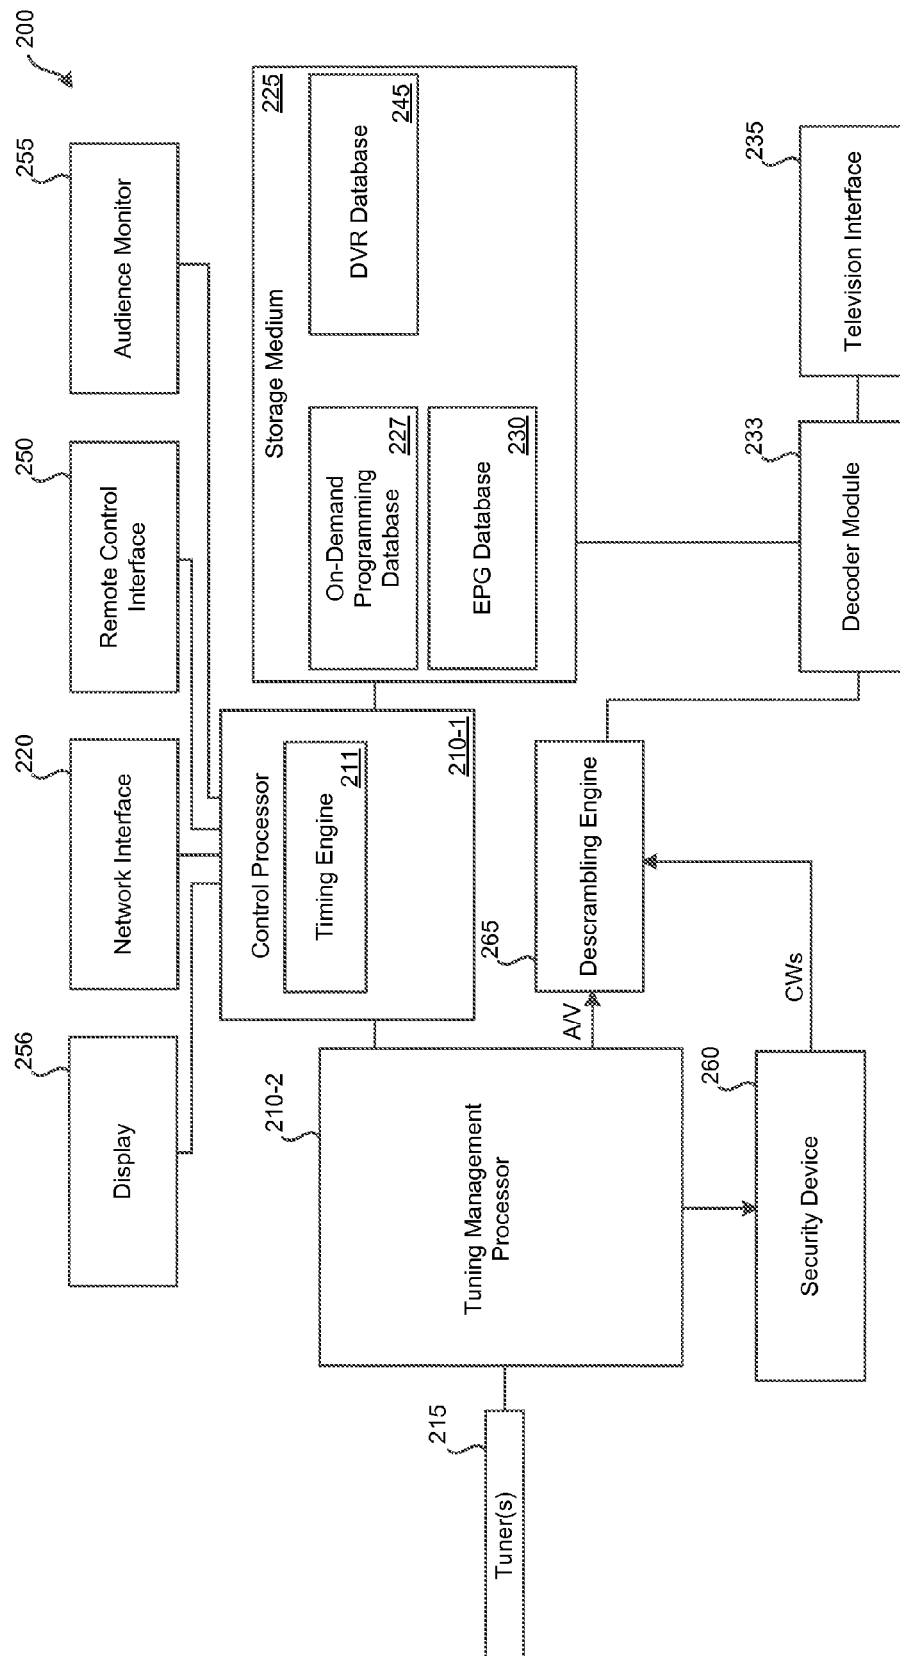 200
256
Display
220
Network Interface
250
Remote Control
Interface
255
Audience Monitor
Control Processor
Timing Engine
211
210-1
Storage Medium
225
On-Demand
Programming
Database
227
EPG Database
230
DVR Database
245
215
Tuner(s)
210-2
Tuning Management
Processor
A/V
265
Descrambling Engine
260
Security Device
CWs
233
Decoder Module
235
Television Interface